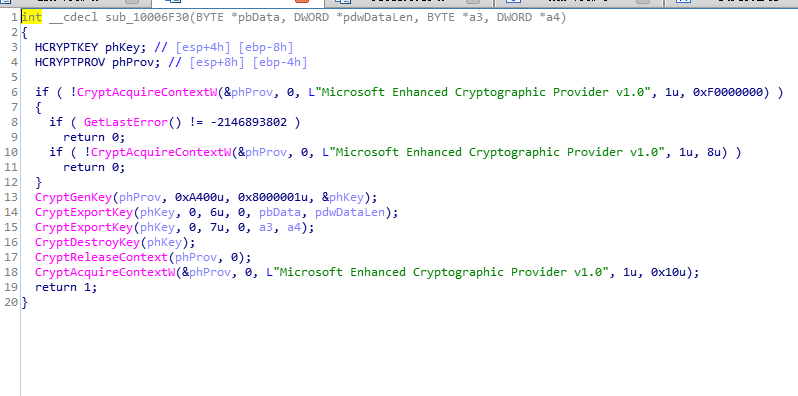 1 int __cdecl sub_10006F30(BYTE *pbData, DWORD *pdwDataLen, BYTE *a3, DWORD *a4)
2 {
3 HCRYPTKEY phKey; // [esp+4h] [ebp-8h]
4 HCRYPTPROV phProv; // [esp+8h] [ebp-4h]
5
6 if ( !CryptAcquireContextW(&phProv, 0, L"Microsoft Enhanced Cryptographic Provider v1.0", 1u, 0xF0000000) )
7 {
8 if ( GetLastError() != -2146893802 )
9 return 0;
10 if ( !CryptAcquireContextW(&phProv, 0, L"Microsoft Enhanced Cryptographic Provider v1.0", 1u, 8u) )
11 return 0;
12 }
13 CryptGenKey(phProv, 0xA400u, 0x8000001u, &phKey);
14 CryptExportKey(phKey, 0, 6u, 0, pbData, pdwDataLen);
15 CryptExportKey(phKey, 0, 7u, 0, a3, a4);
16 CryptDestroyKey(phKey);
17 CryptReleaseContext(phProv, 0);
18 CryptAcquireContextW(&phProv, 0, L"Microsoft Enhanced Cryptographic Provider v1.0", 1u, 0x10u);
19 return 1;
20 }